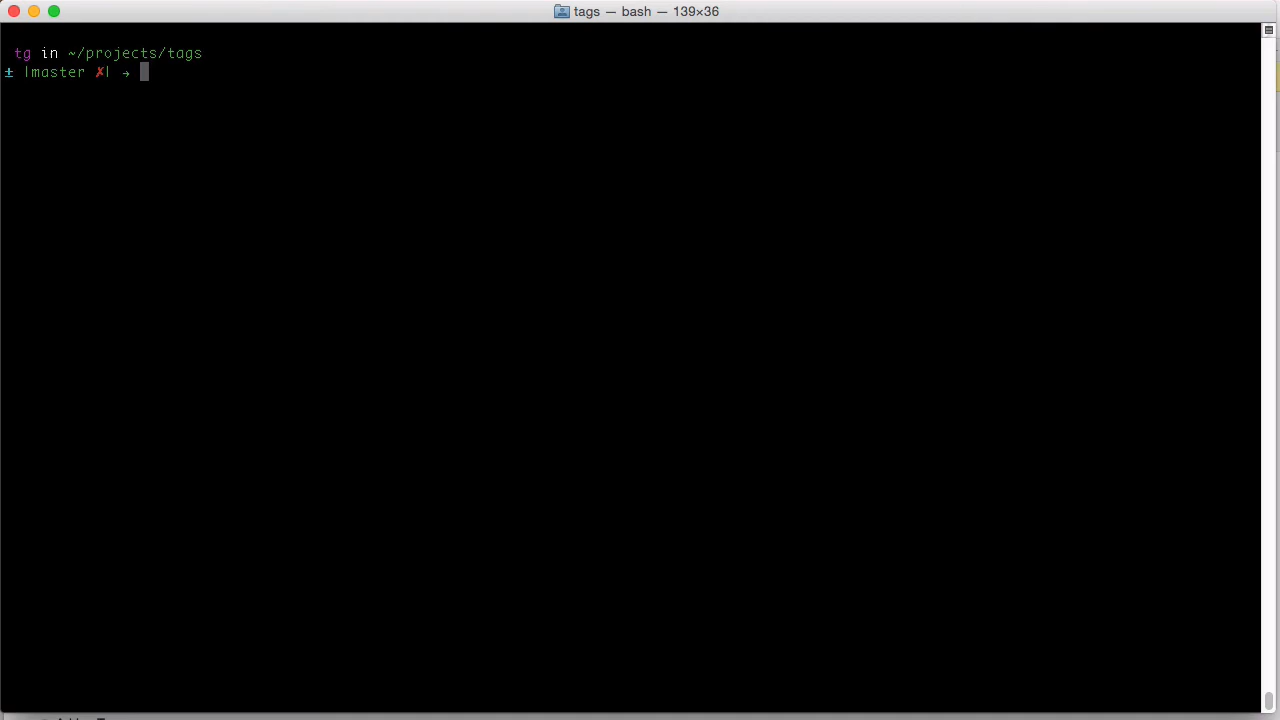 tags — bash — 139×36
tg in ~/projects/tags
± |master ✗| →